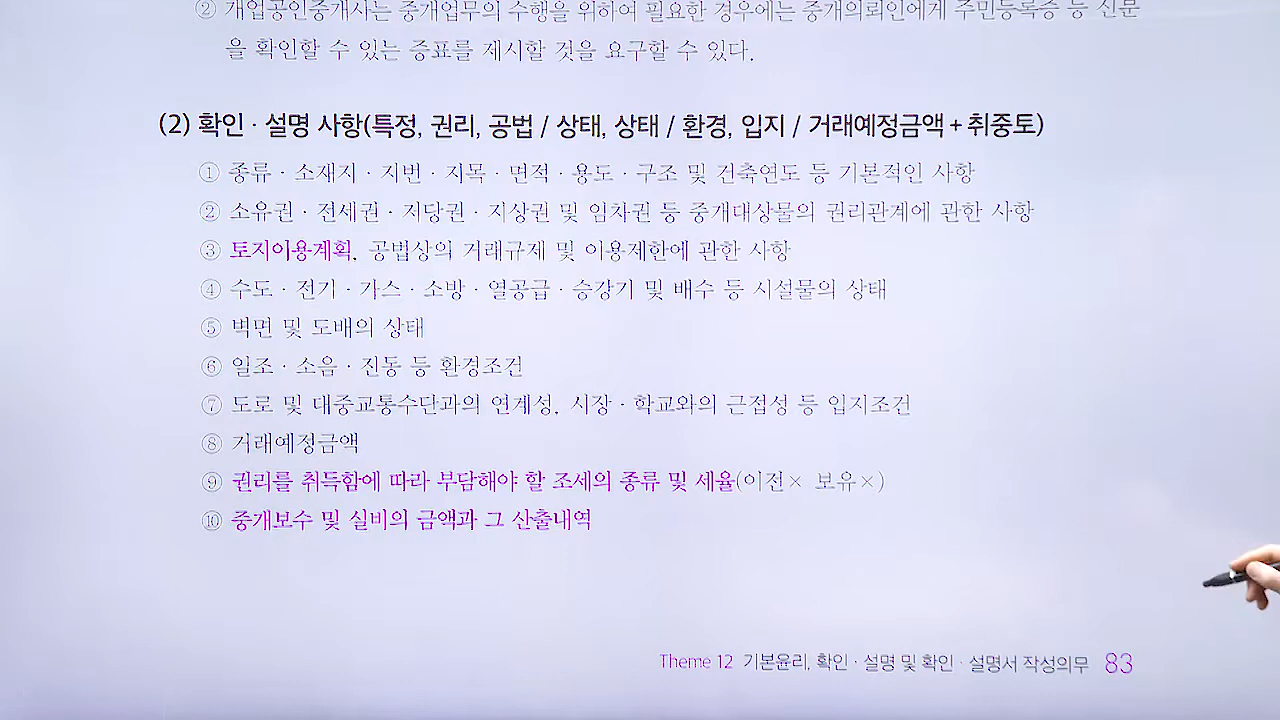 ② 개업공인중개사는 중개업무의 수행을 위하여 필요한 경우에는 중개의뢰인에게 주민등록증 등 신분
을 확인할 수 있는 증표를 제시할 것을 요구할 수 있다.
(2) 확인 · 설명 사항(특정, 권리, 공법 / 상태, 상태 / 환경, 입지 / 거래예정금액 + 취중토)
① 종류 · 소재지 · 지번 · 지목 · 면적 · 용도 · 구조 및 건축연도 등 기본적인 사항
② 소유권 · 전세권 · 저당권 · 지상권 및 임차권 등 중개대상물의 권리관계에 관한 사항
③ 토지이용계획, 공법상의 거래규제 및 이용제한에 관한 사항
④ 수도 · 전기 · 가스 · 소방 · 열공급 · 승강기 및 배수 등 시설물의 상태
⑤ 벽면 및 도배의 상태
⑥ 일조 · 소음 · 진동 등 환경조건
⑦ 도로 및 대중교통수단과의 연계성, 시장 · 학교와의 근접성 등 입지조건
⑧ 거래예정금액
⑨ 권리를 취득함에 따라 부담해야 할 조세의 종류 및 세율(이전× 보유×)
⑩ 중개보수 및 실비의 금액과 그 산출내역
Theme 12 기본윤리, 확인 · 설명 및 확인 · 설명서 작성의무 83